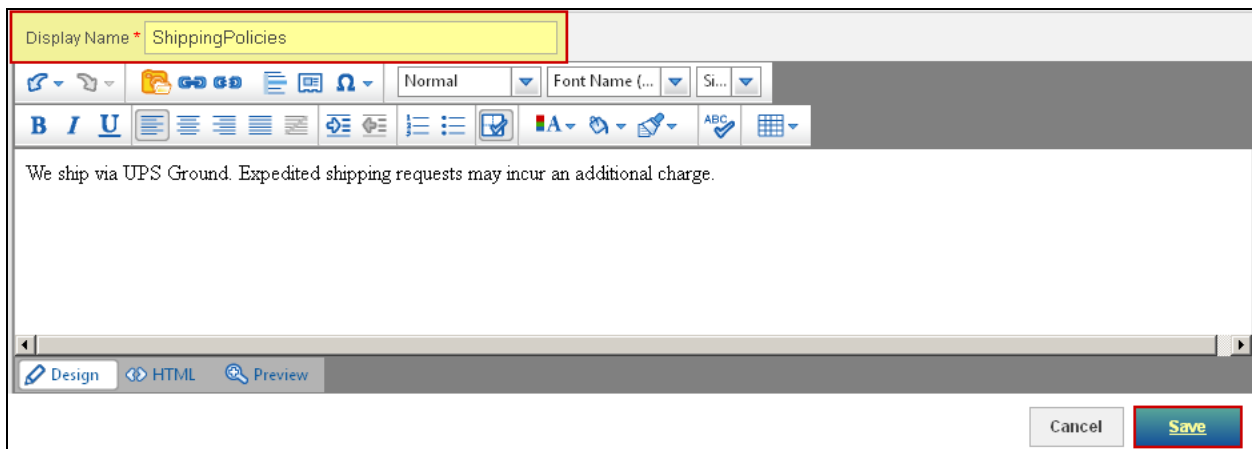 Display Name * ShippingPolicies
Ω Normal Font Name (... Si...
B I U A ABC
We ship via UPS Ground. Expedited shipping requests may incur an additional charge.
Design HTML Preview
Cancel Save